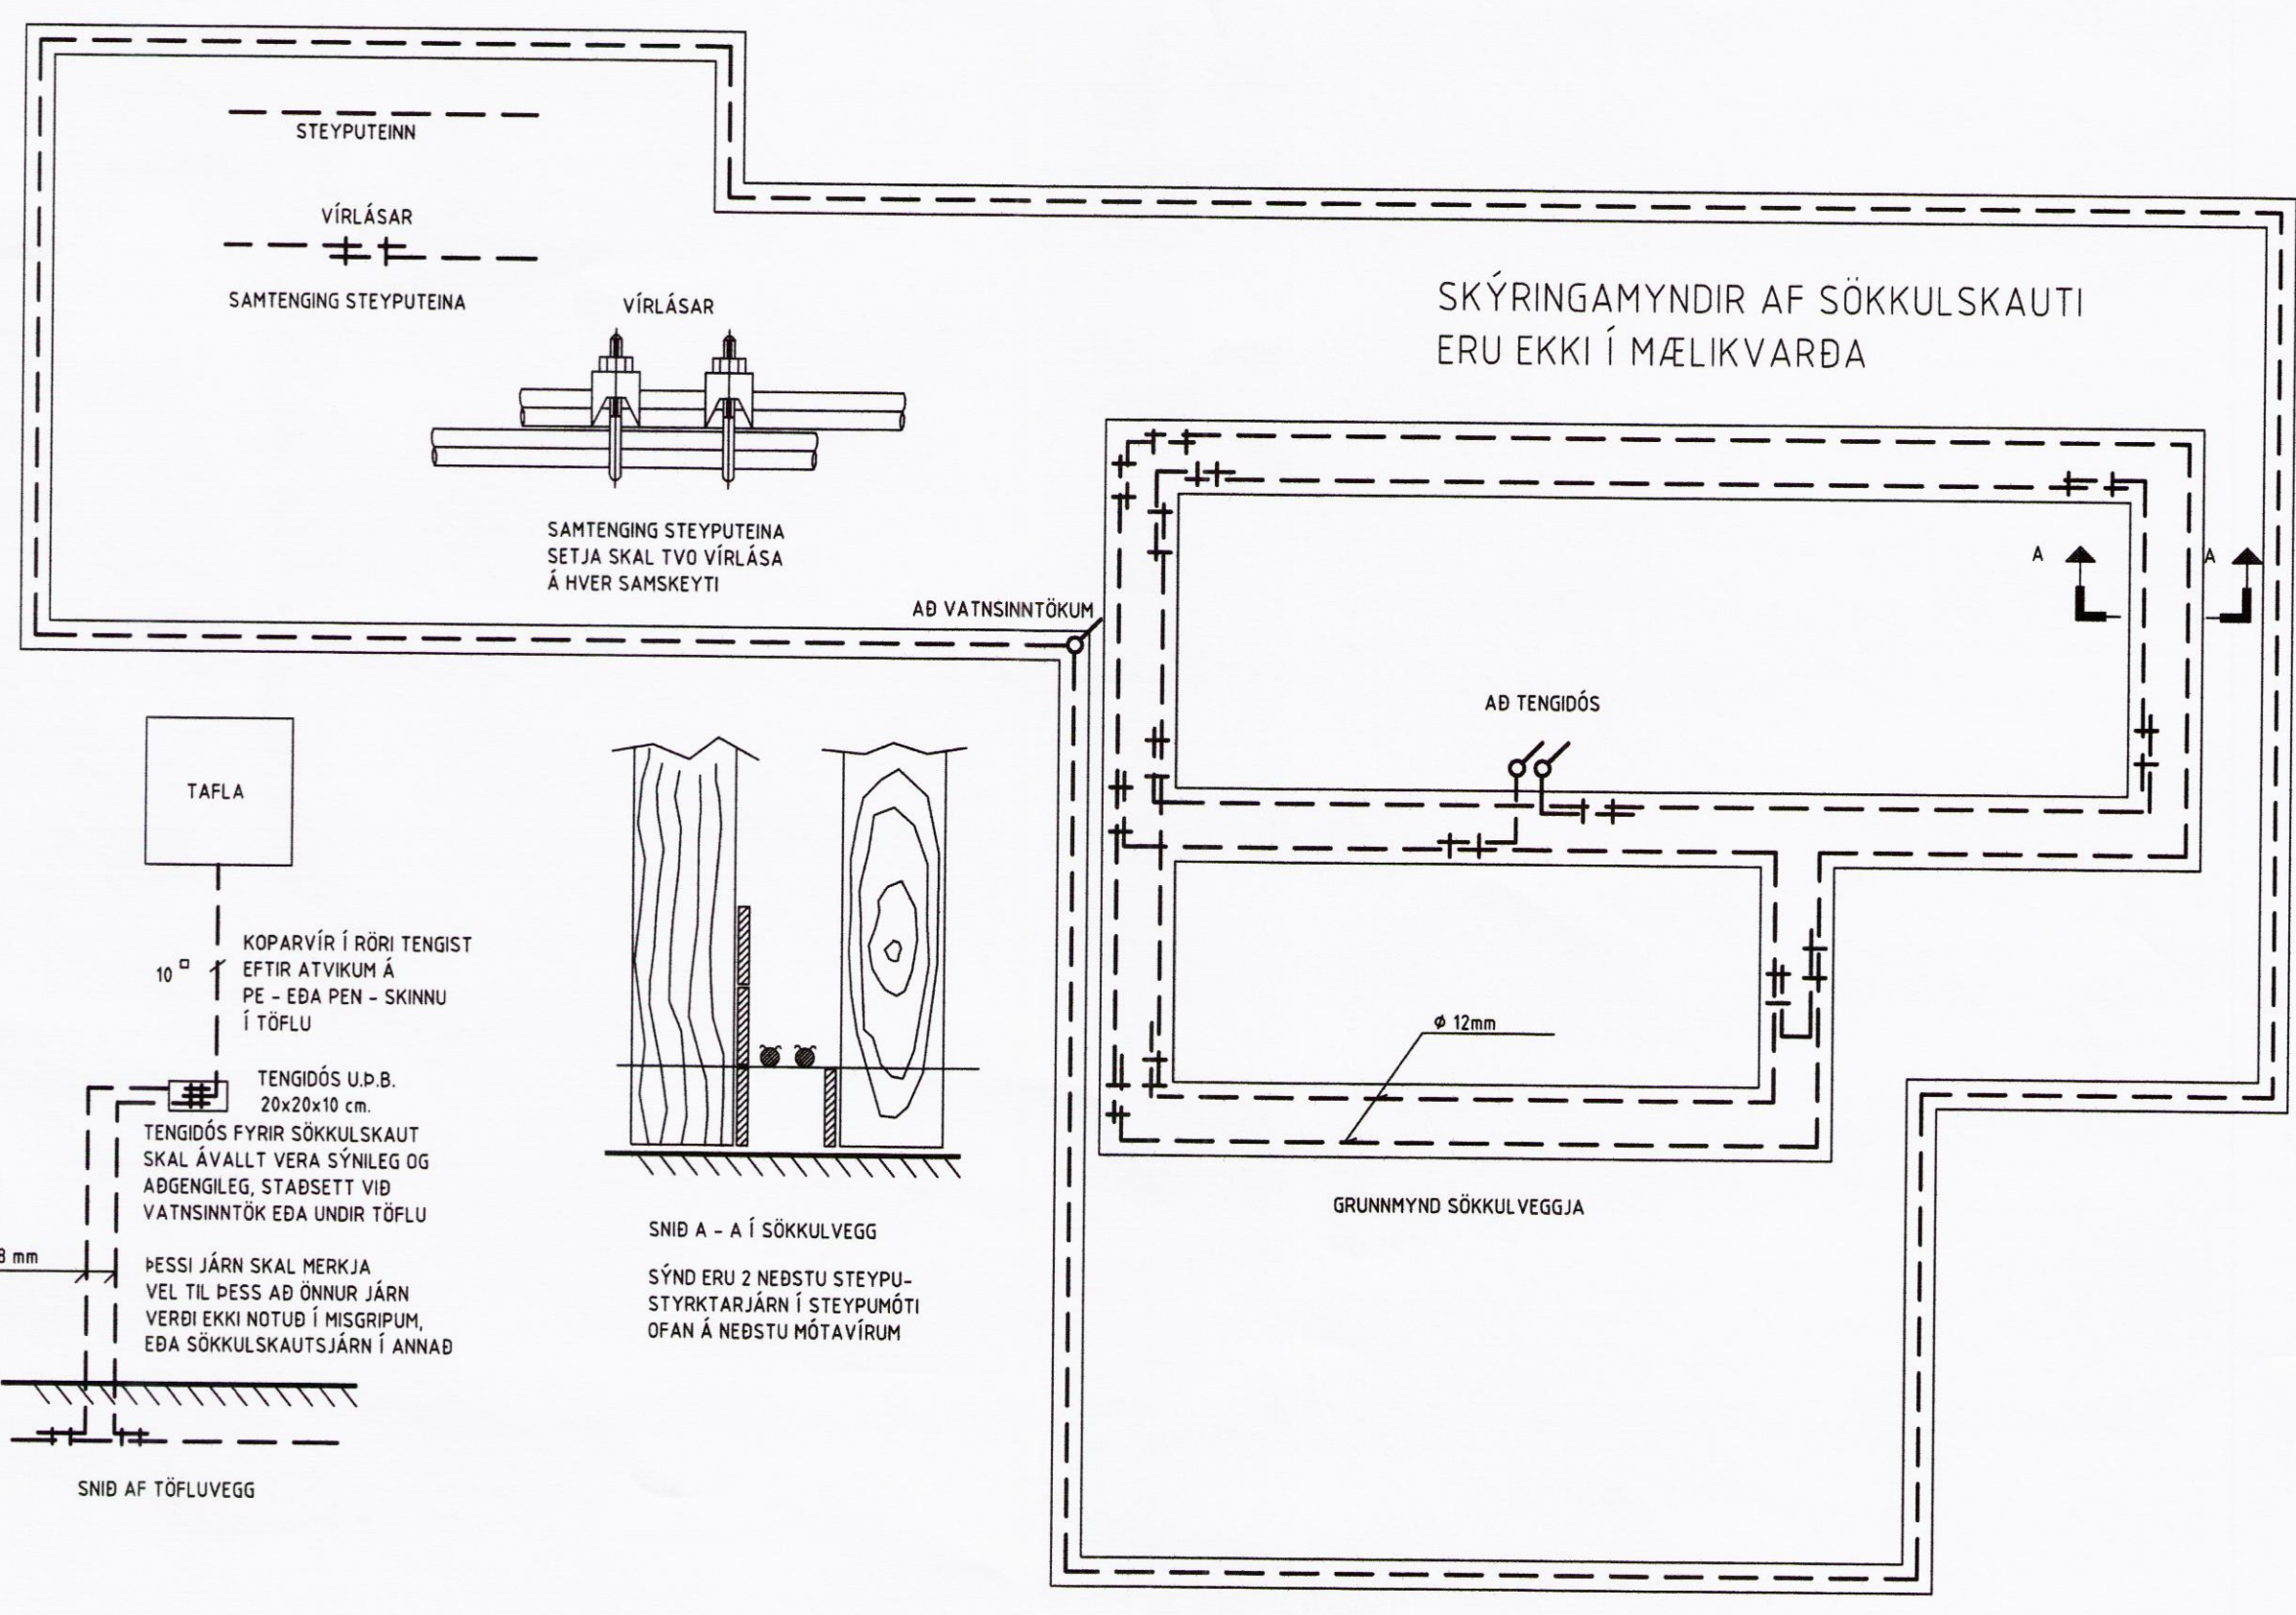 STEYPUTEINN
VÍRLÁSAR
SAMTENGING STEYPUTEINA
VÍRLÁSAR
SAMTENGING STEYPUTEINA
SETJA SKAL TVO VÍRLÁSA
Á HVER SAMSKEYTI
SKÝRINGAMYNDIR AF SÖKKULSKAUTI
ERU EKKI Í MÆLIKVARÐA
AÐ VATNSINNTÖKUM
A
A
AÐ TENGIDÓS
ϕ 12mm
GRUNNMYND SÖKKULVEGGJA
TAFLA
10 □
KOPARVÍR Í RÖRI TENGIST
EFTIR ATVIKUM Á
PE - EÐA PEN - SKINNU
Í TÖFLU
TENGIDÓS U.Þ.B.
20x20x10 cm.
TENGIDÓS FYRIR SÖKKULSKAUT
SKAL ÁVALLT VERA SÝNILEG OG
AÐGENGILEG, STAÐSETT VIÐ
VATNSINNTÖK EÐA UNDIR TÖFLU
mm
ÞESSI JÁRN SKAL MERKJA
VEL TIL ÞESS AÐ ÖNNUR JÁRN
VERÐI EKKI NOTUÐ Í MISGRIPUM,
EÐA SÖKKULSKAUTSJÁRN Í ANNAÐ
SNIÐ AF TÖFLUVEGG
SNIÐ A - A Í SÖKKULVEGG
SÝND ERU 2 NEÐSTU STEYPU-
STYRKTARJÁRN Í STEYPUMÓTI
OFAN Á NEÐSTU MÓTAVÍRUM